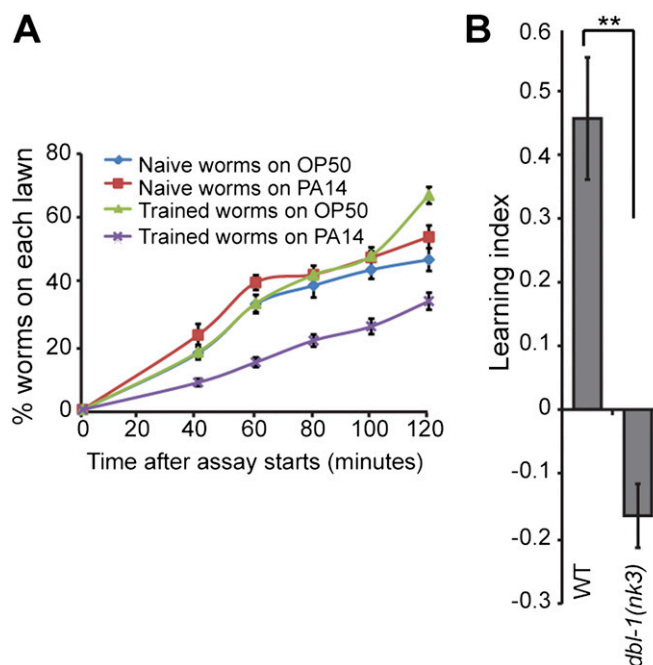 A
% worms on each lawn
80
60
40
20
0
Naive worms on OP50
Naive worms on PA14
Trained worms on OP50
Trained worms on PA14
0 20 40 60 80 100 120
Time after assay starts (minutes)
B
Learning index
0.6
0.5
0.4
0.3
0.2
0.1
0
-0.1
-0.2
-0.3
**
WT
dbl-1(nk3)